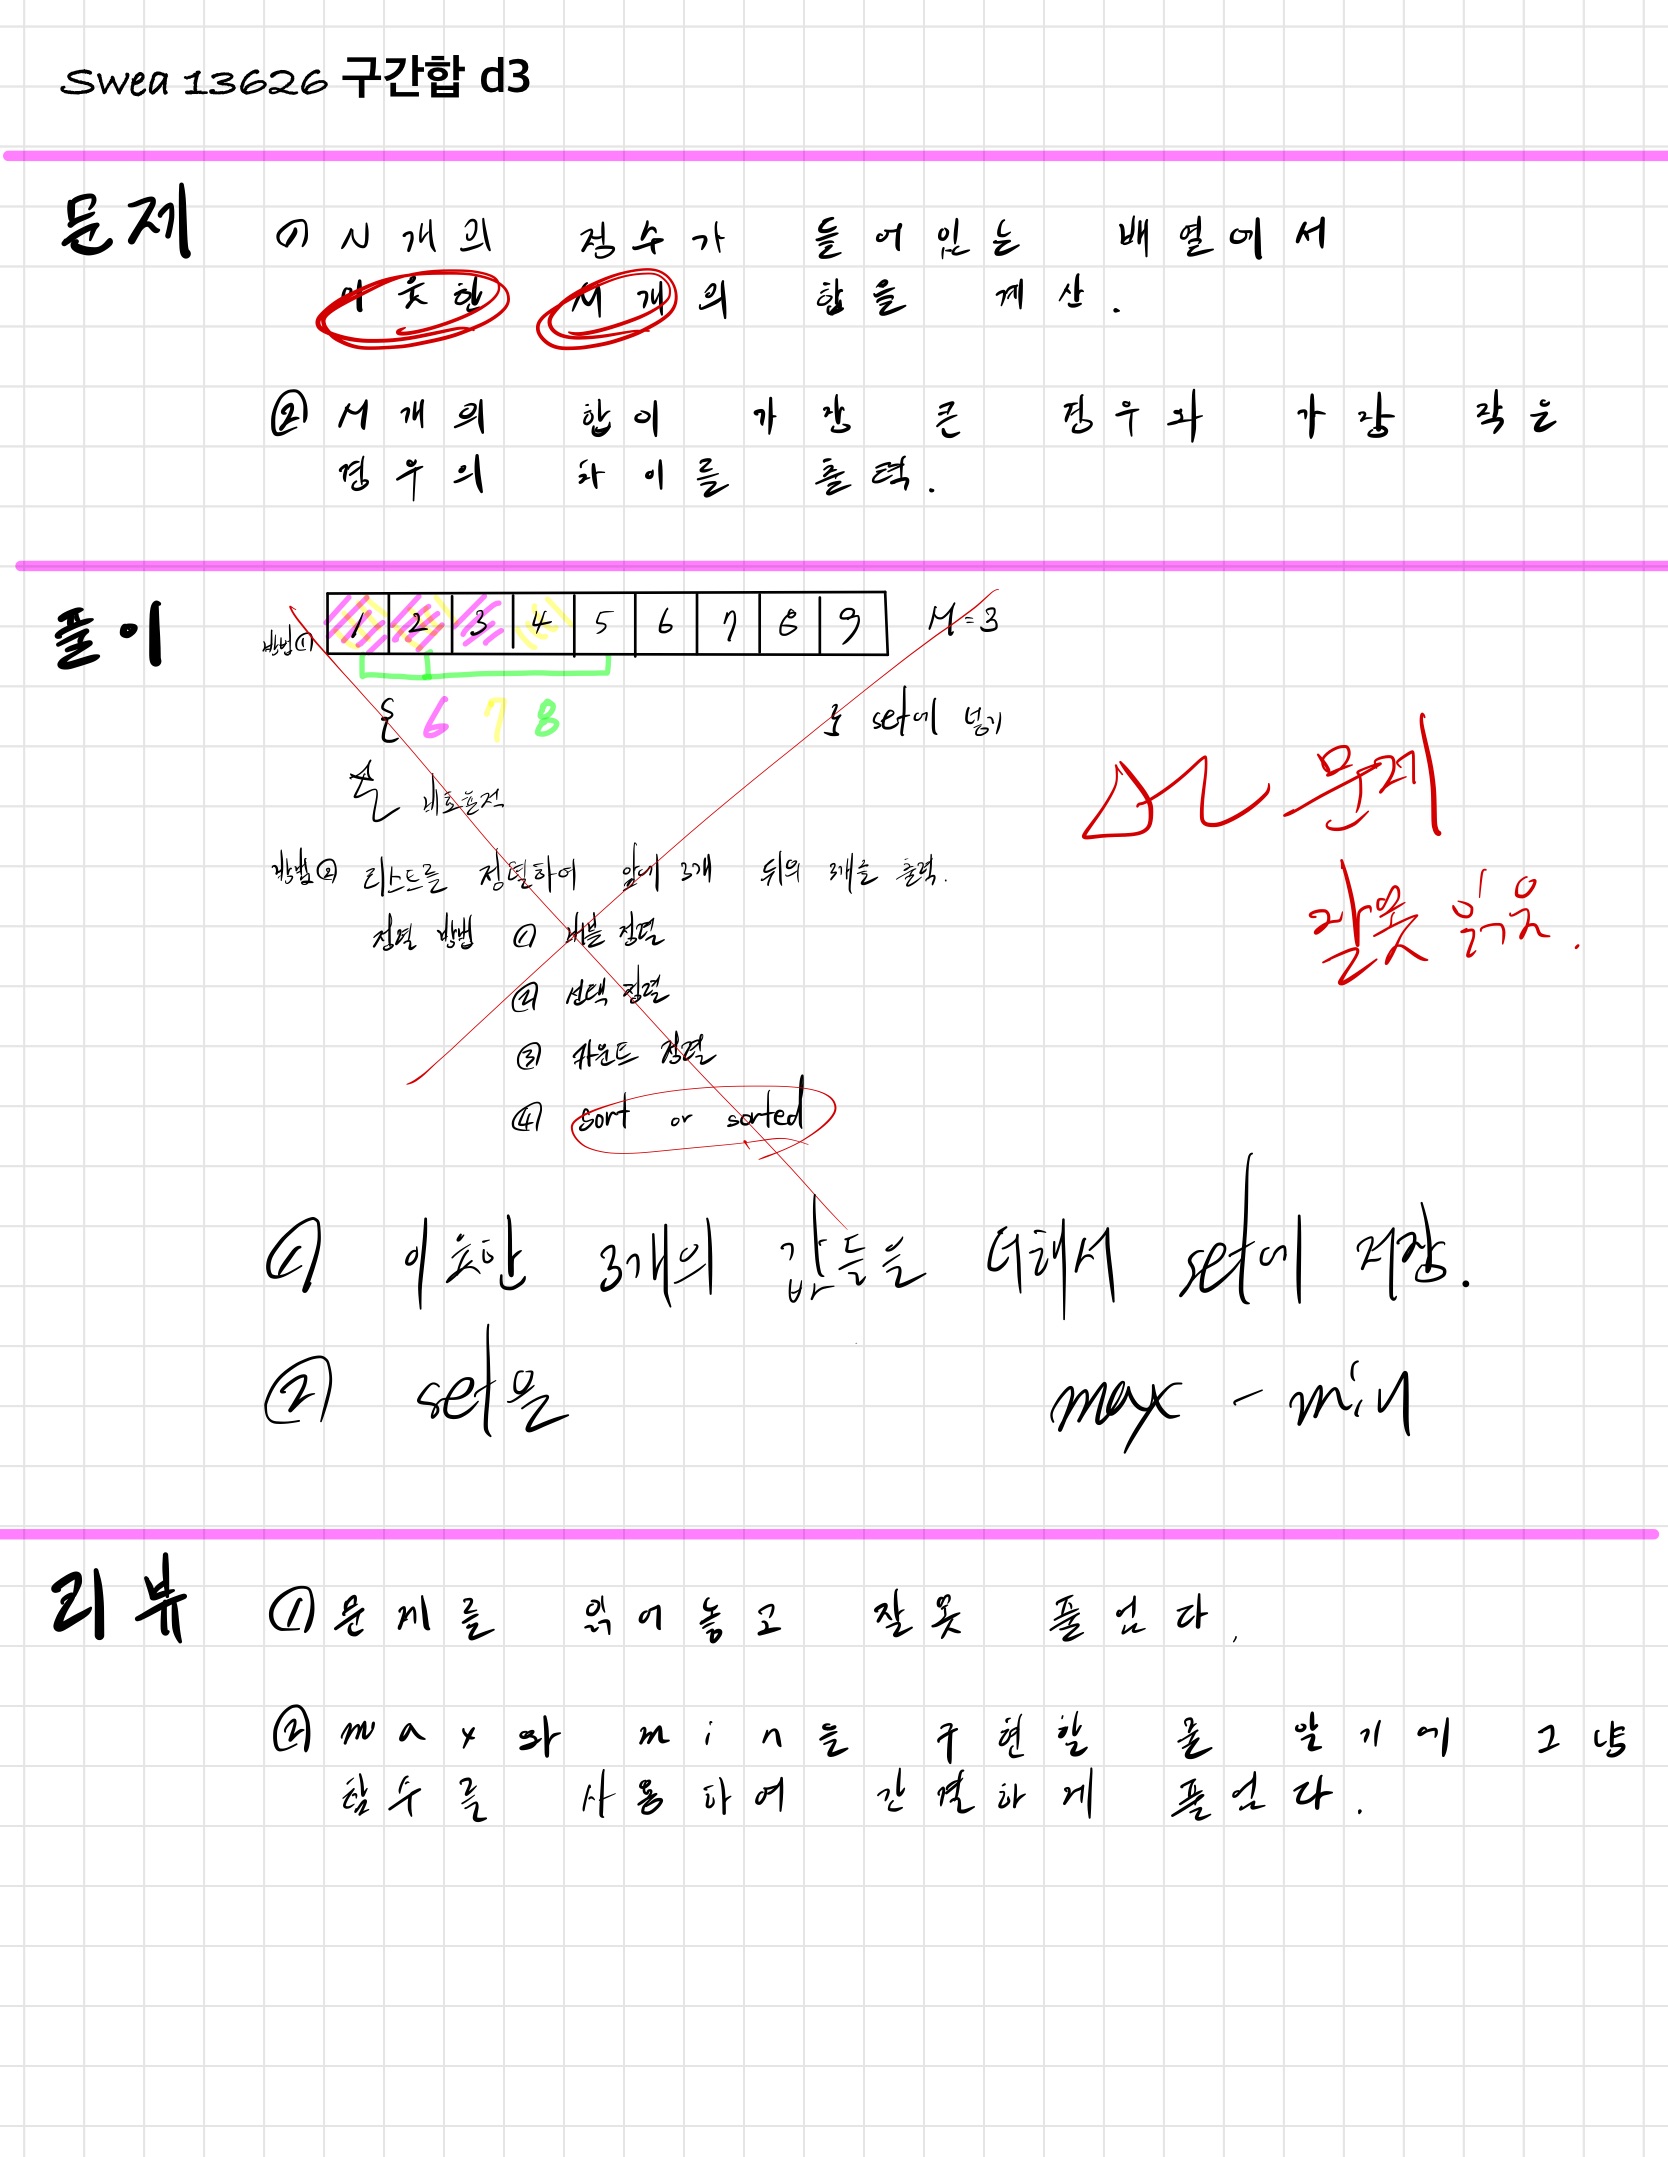 Swea 13626 구간합 d3
문제
① N개의 정수가 들어있는 배열에서
이웃한 M개의 합을 계산.
② M개의 합이 가장 큰 경우와 가장 작은
경우의 차이를 출력.
풀이
방법① 1 2 3 4 5 6 7 8 9 M=3
{ 6 7 8 } set에 넣기
비효율적
방법② 리스트를 정렬하여 앞에 3개 뒤의 3개를 출력.
정렬 방법 ① 버블 정렬
② 선택 정렬
③ 카운트 정렬
④ sort or sorted
문제
잘못 읽음.
① 이웃한 3개의 값들을 더해서 set에 저장.
② set을 max - min
리뷰
① 문제를 읽어놓고 잘못 풀었다.
② max와 min을 구현할 줄 알기에 그냥
함수를 사용하여 간결하게 풀었다.